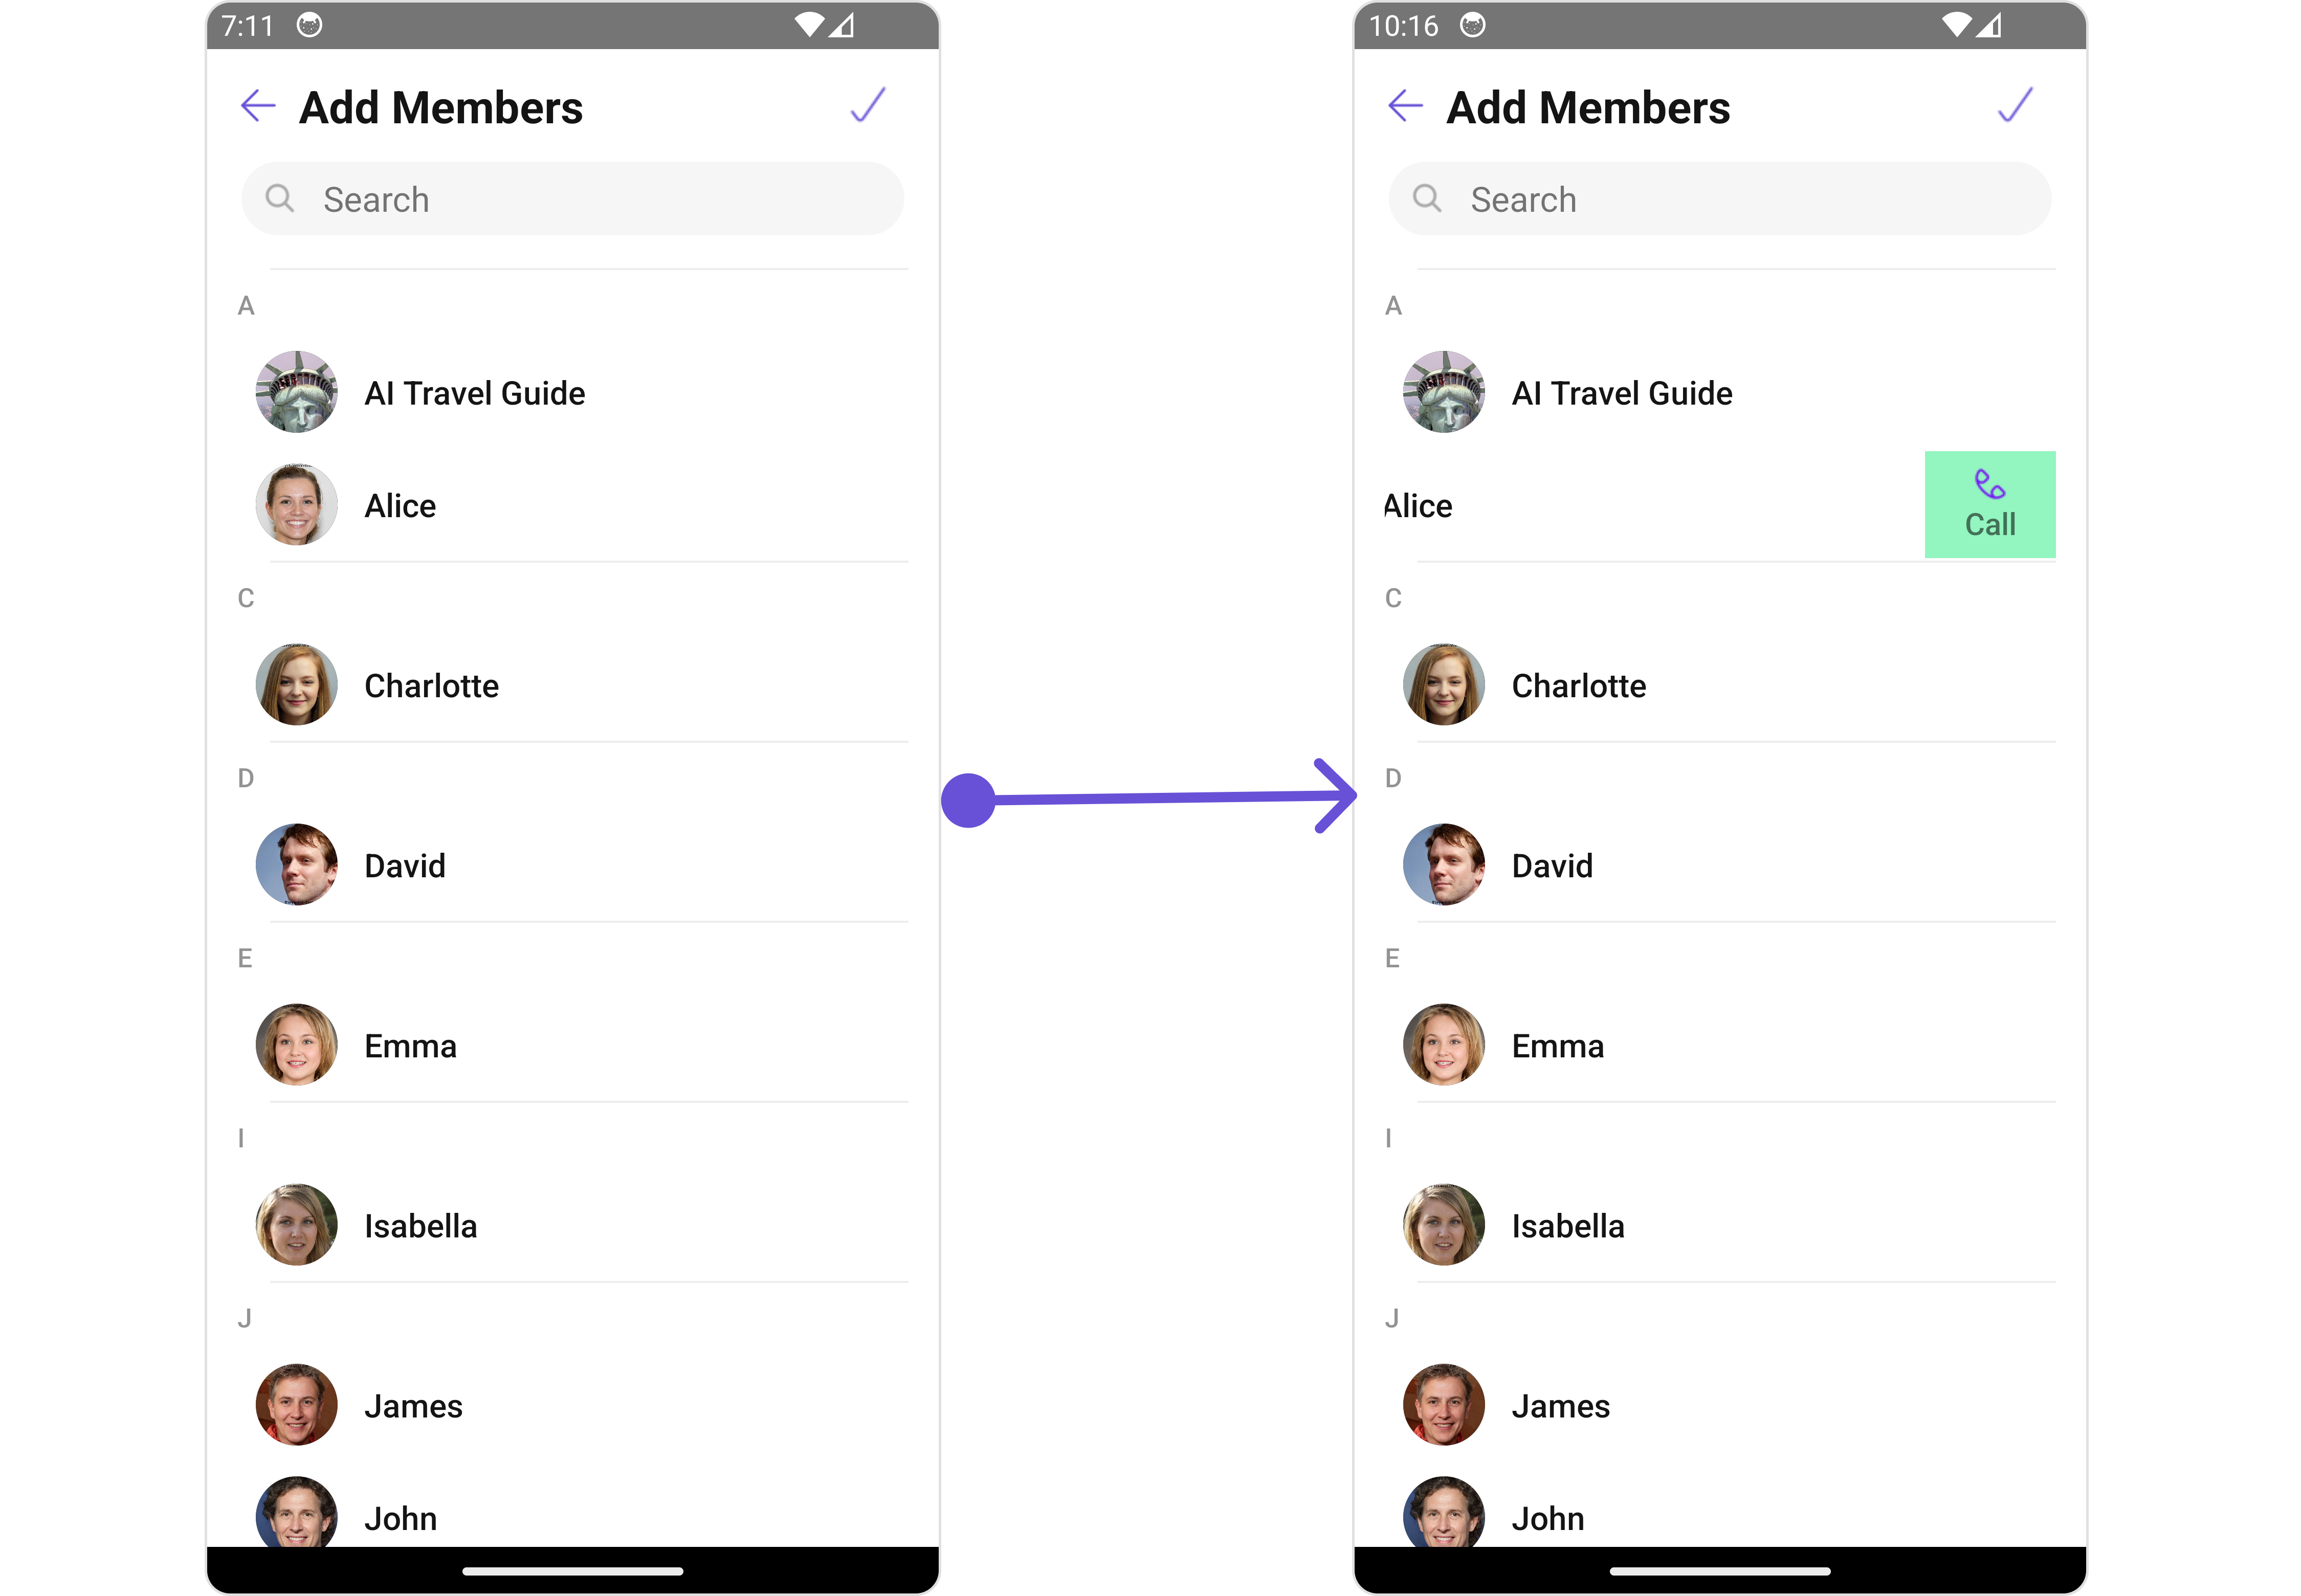 7:11
Add Members
Search
A
AI Travel Guide
Alice
C
Charlotte
D
David
E
Emma
I
Isabella
J
James
John
10:16
Add Members
Search
A
AI Travel Guide
Alice
Call
C
Charlotte
D
David
E
Emma
I
Isabella
J
James
John